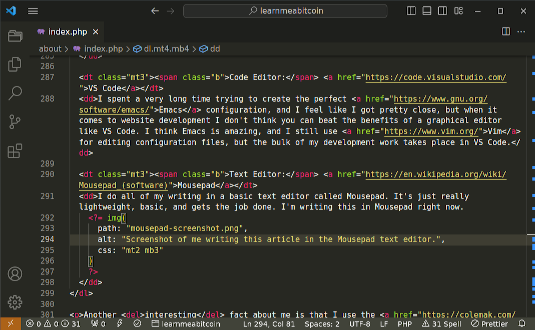 learnmeabitcoin
index.php
about > index.php > dl.mt4.mb4 > dd
285 </dd>
286
287 <dt class="mt3"><span class="b">Code Editor:</span> <a href="https://code.visualstudio.com/
">VS Code</a></dt>
288 <dd>I spent a very long time trying to create the perfect <a href="https://www.gnu.org/
software/emacs/">Emacs</a> configuration, and I feel like I got pretty close, but when it
comes to website development I don't think you can beat the benefits of a graphical editor
like VS Code. I think Emacs is amazing, and I still use <a href="https://www.vim.org/">Vim</a>
for editing configuration files, but the bulk of my development work takes place in VS Code.</
dd>
289
290 <dt class="mt3"><span class="b">Text Editor:</span> <a href="https://en.wikipedia.org/wiki/
Mousepad_(software)">Mousepad</a></dt>
291 <dd>I do all of my writing in a basic text editor called Mousepad. It's just really
lightweight, basic, and gets the job done. I'm writing this in Mousepad right now.
292 <?= img(
293 path: "mousepad-screenshot.png",
294 alt: "Screenshot of me writing this article in the Mousepad text editor.",
295 css: "mt2 mb3"
296 )
297 ?>
298 </dd>
299 </dl>
300
301 <p>Another <del>interesting</del> fact about me is that I use the <a href="https://colemak.com/
0 0 31 0 learnmeabitcoin Ln 294, Col 81 Spaces: 2 UTF-8 LF PHP 31 Spell Prettier